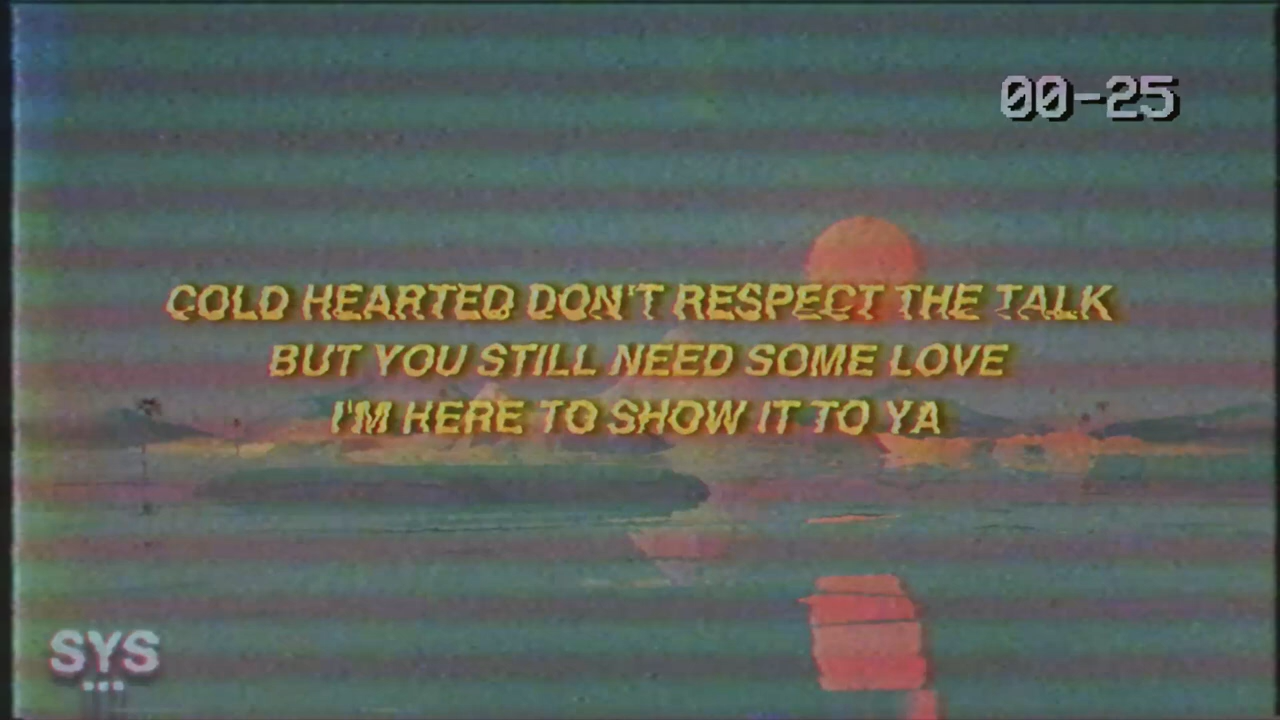 00-25
COLD HEARTED DON'T RESPECT THE TALK
BUT YOU STILL NEED SOME LOVE
I'M HERE TO SHOW IT TO YA
SYS